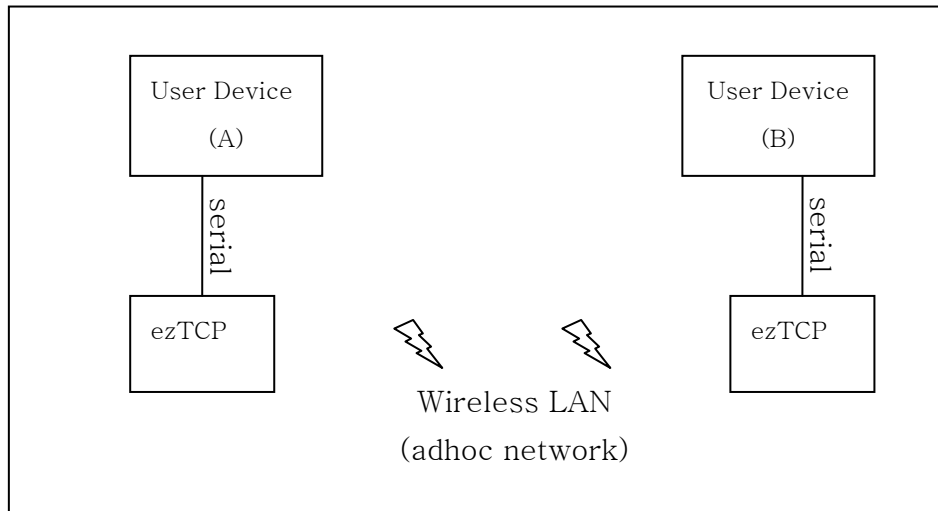 User Device
(A)
User Device
(B)
serial
serial
ezTCP
ezTCP
Wireless LAN
(adhoc network)